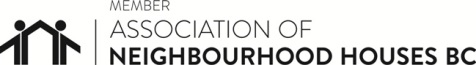 MEMBER
ASSOCIATION OF
NEIGHBOURHOOD HOUSES BC